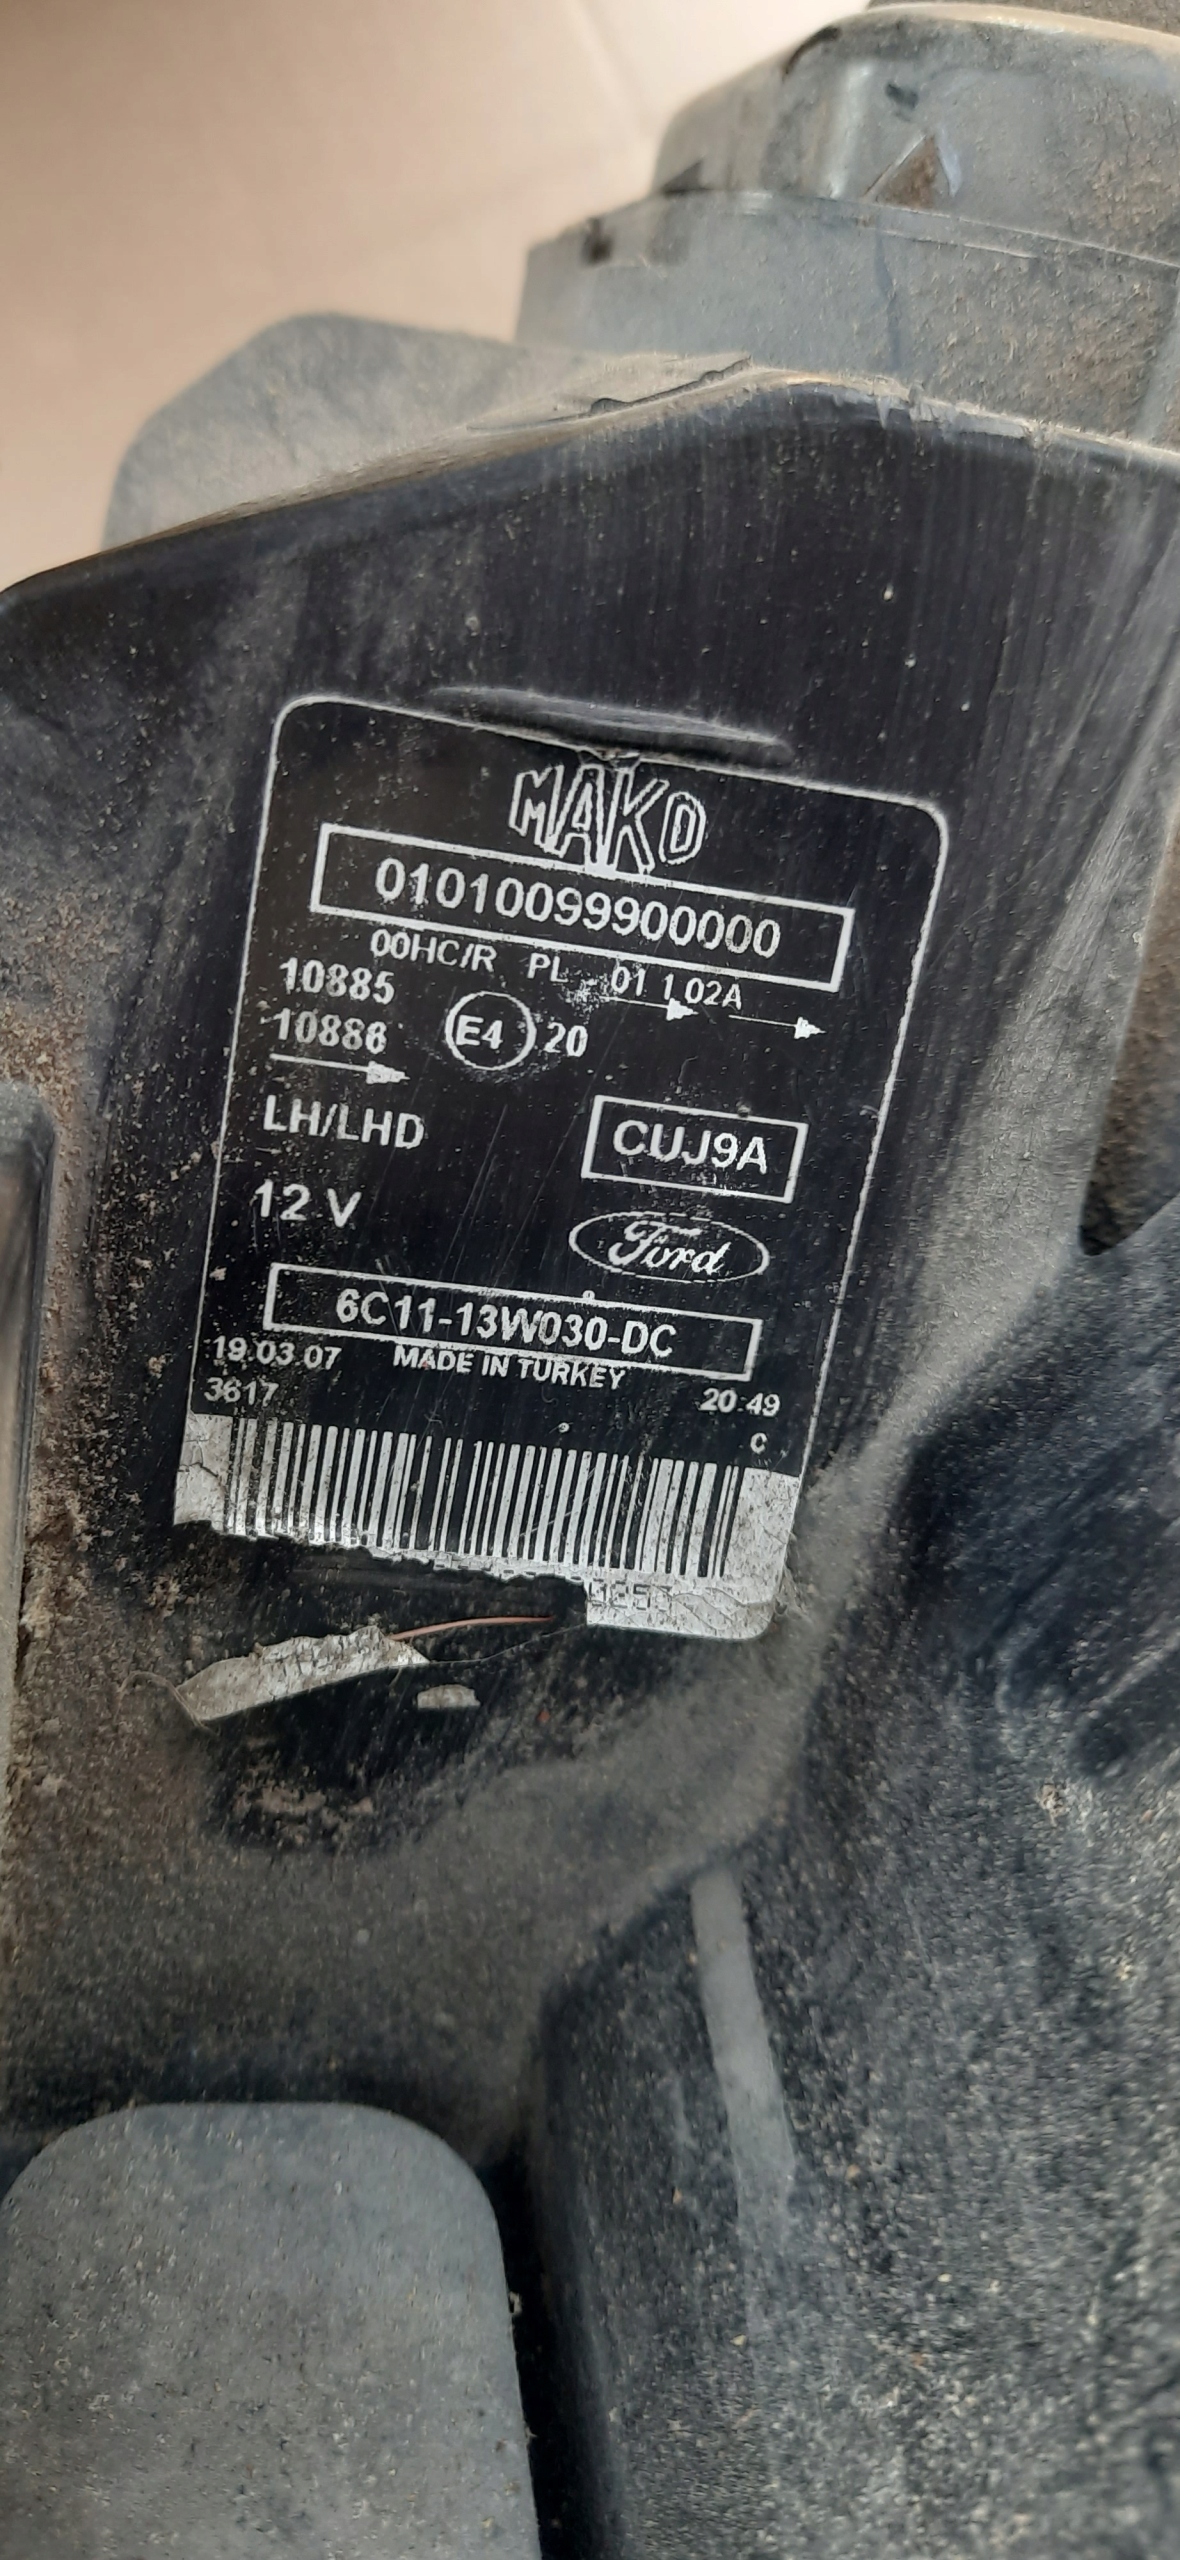 MAKO
01010099900000
00HC/R PL 01 1 02A
10885
10886
E4 20
LH/LHD
CUJ9A
12 V
Ford
6C11-13W030-DC
19.03.07 MADE IN TURKEY 20:49
3617
C